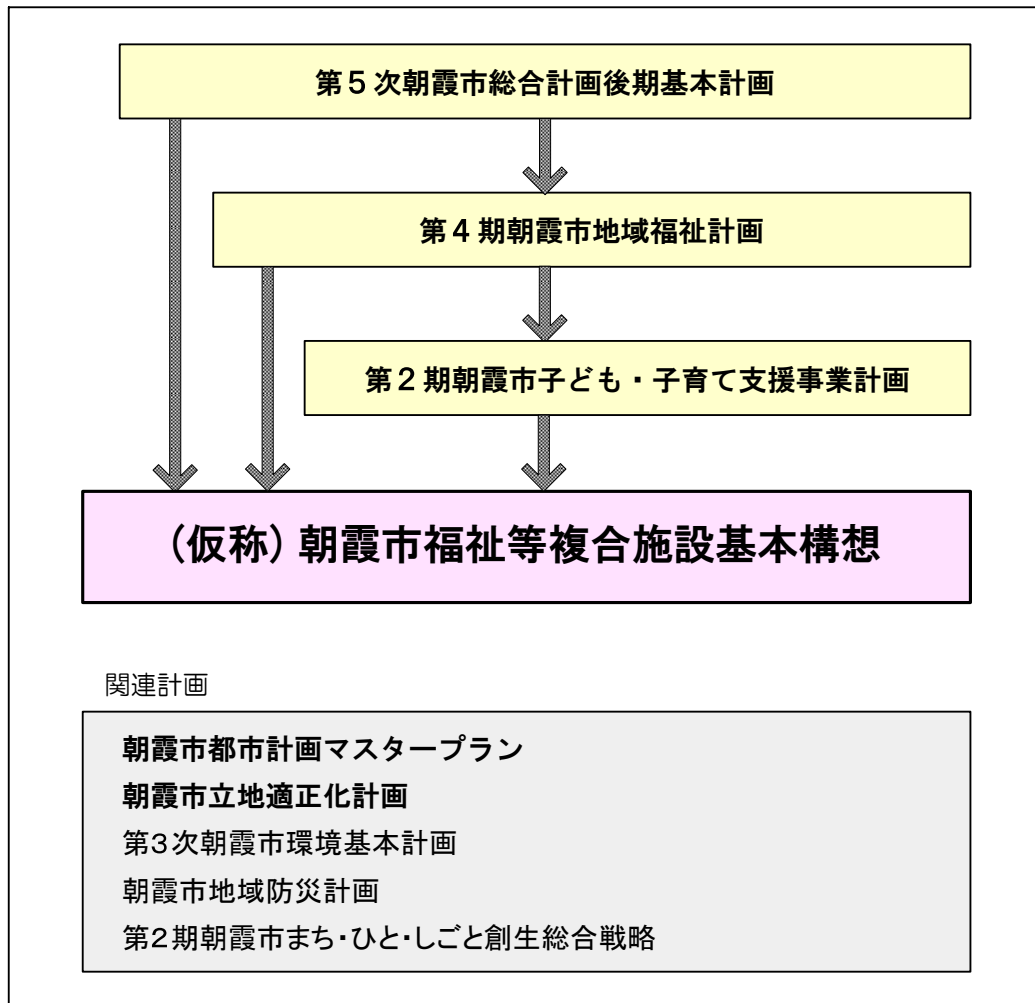 第５次朝霞市総合計画後期基本計画
第４期朝霞市地域福祉計画
第２期朝霞市子ども・子育て支援事業計画
（仮称）朝霞市福祉等複合施設基本構想
関連計画
朝霞市都市計画マスタープラン
朝霞市立地適正化計画
第３次朝霞市環境基本計画
朝霞市地域防災計画
第２期朝霞市まち・ひと・しごと創生総合戦略